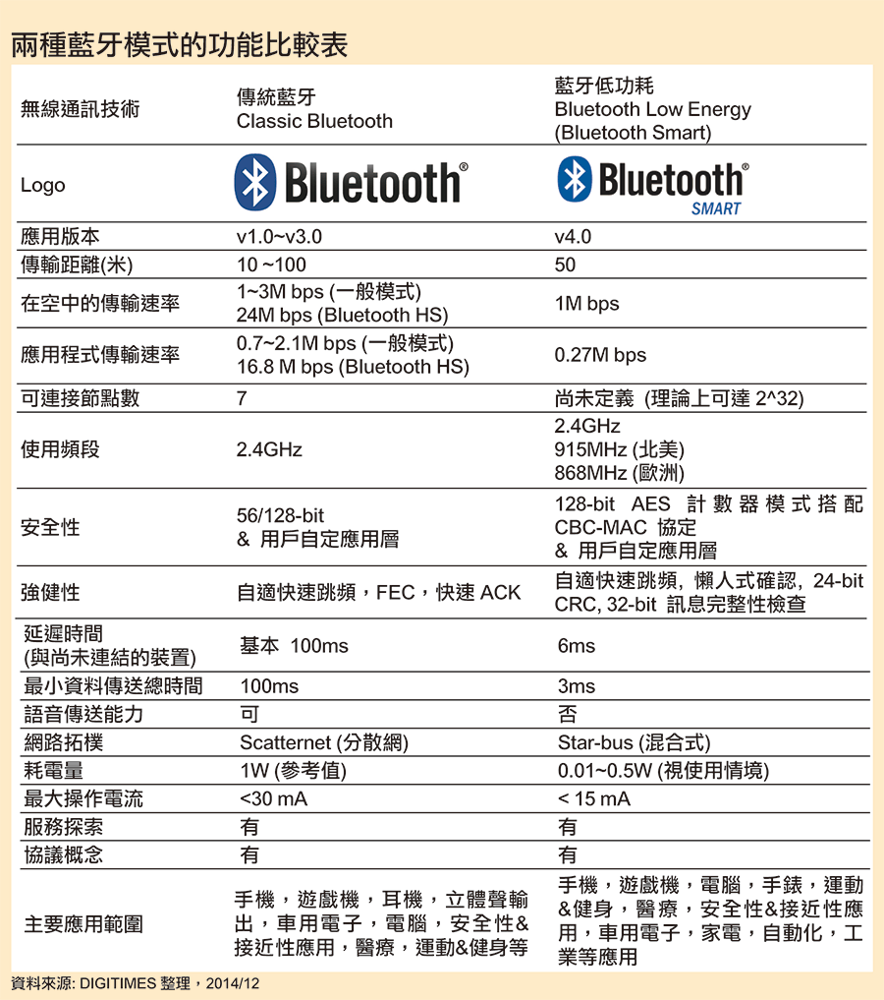 兩種藍牙模式的功能比較表
無線通訊技術
傳統藍牙
Classic Bluetooth
藍牙低功耗
Bluetooth Low Energy
(Bluetooth Smart)
Logo
Bluetooth®
Bluetooth®
SMART
應用版本
v1.0~v3.0
v4.0
傳輸距離(米)
10 ~100
50
在空中的傳輸速率
1~3M bps (一般模式)
24M bps (Bluetooth HS)
1M bps
應用程式傳輸速率
0.7~2.1M bps (一般模式)
16.8 M bps (Bluetooth HS)
0.27M bps
可連接節點數
7
尚未定義 (理論上可達 2^32)
使用頻段
2.4GHz
2.4GHz
915MHz (北美)
868MHz (歐洲)
安全性
56/128-bit
& 用戶自定應用層
128-bit AES 計數器模式搭配
CBC-MAC 協定
& 用戶自定應用層
強健性
自適快速跳頻，FEC，快速 ACK
自適快速跳頻, 懶人式確認, 24-bit
CRC, 32-bit 訊息完整性檢查
延遲時間
(與尚未連結的裝置)
基本 100ms
6ms
最小資料傳送總時間
100ms
3ms
語音傳送能力
可
否
網路拓樸
Scatternet (分散網)
Star-bus (混合式)
耗電量
1W (參考值)
0.01~0.5W (視使用情境)
最大操作電流
<30 mA
< 15 mA
服務探索
有
有
協議概念
有
有
主要應用範圍
手機，遊戲機，耳機，立體聲輸
出，車用電子，電腦，安全性&
接近性應用，醫療，運動&健身等
手機，遊戲機，電腦，手錶，運動
&健身，醫療，安全性&接近性應
用，車用電子，家電，自動化，工
業等應用
資料來源: DIGITIMES 整理，2014/12